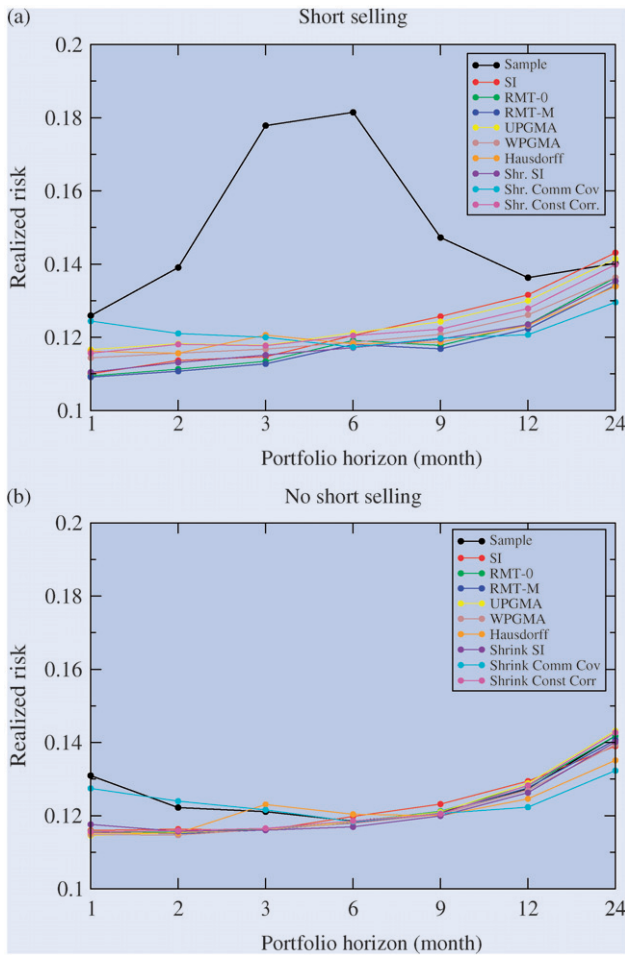 (a) Short selling
0.2
0.18
0.16
0.14
0.12
0.1
Realized risk
Sample
SI
RMT-0
RMT-M
UPGMA
WPGMA
Hausdorff
Shr. SI
Shr. Comm Cov
Shr. Const Corr.
1 2 3 6 9 12 24
Portfolio horizon (month)
(b) No short selling
0.2
0.18
0.16
0.14
0.12
0.1
Realized risk
Sample
SI
RMT-0
RMT-M
UPGMA
WPGMA
Hausdorff
Shrink SI
Shrink Comm Cov
Shrink Const Corr
1 2 3 6 9 12 24
Portfolio horizon (month)